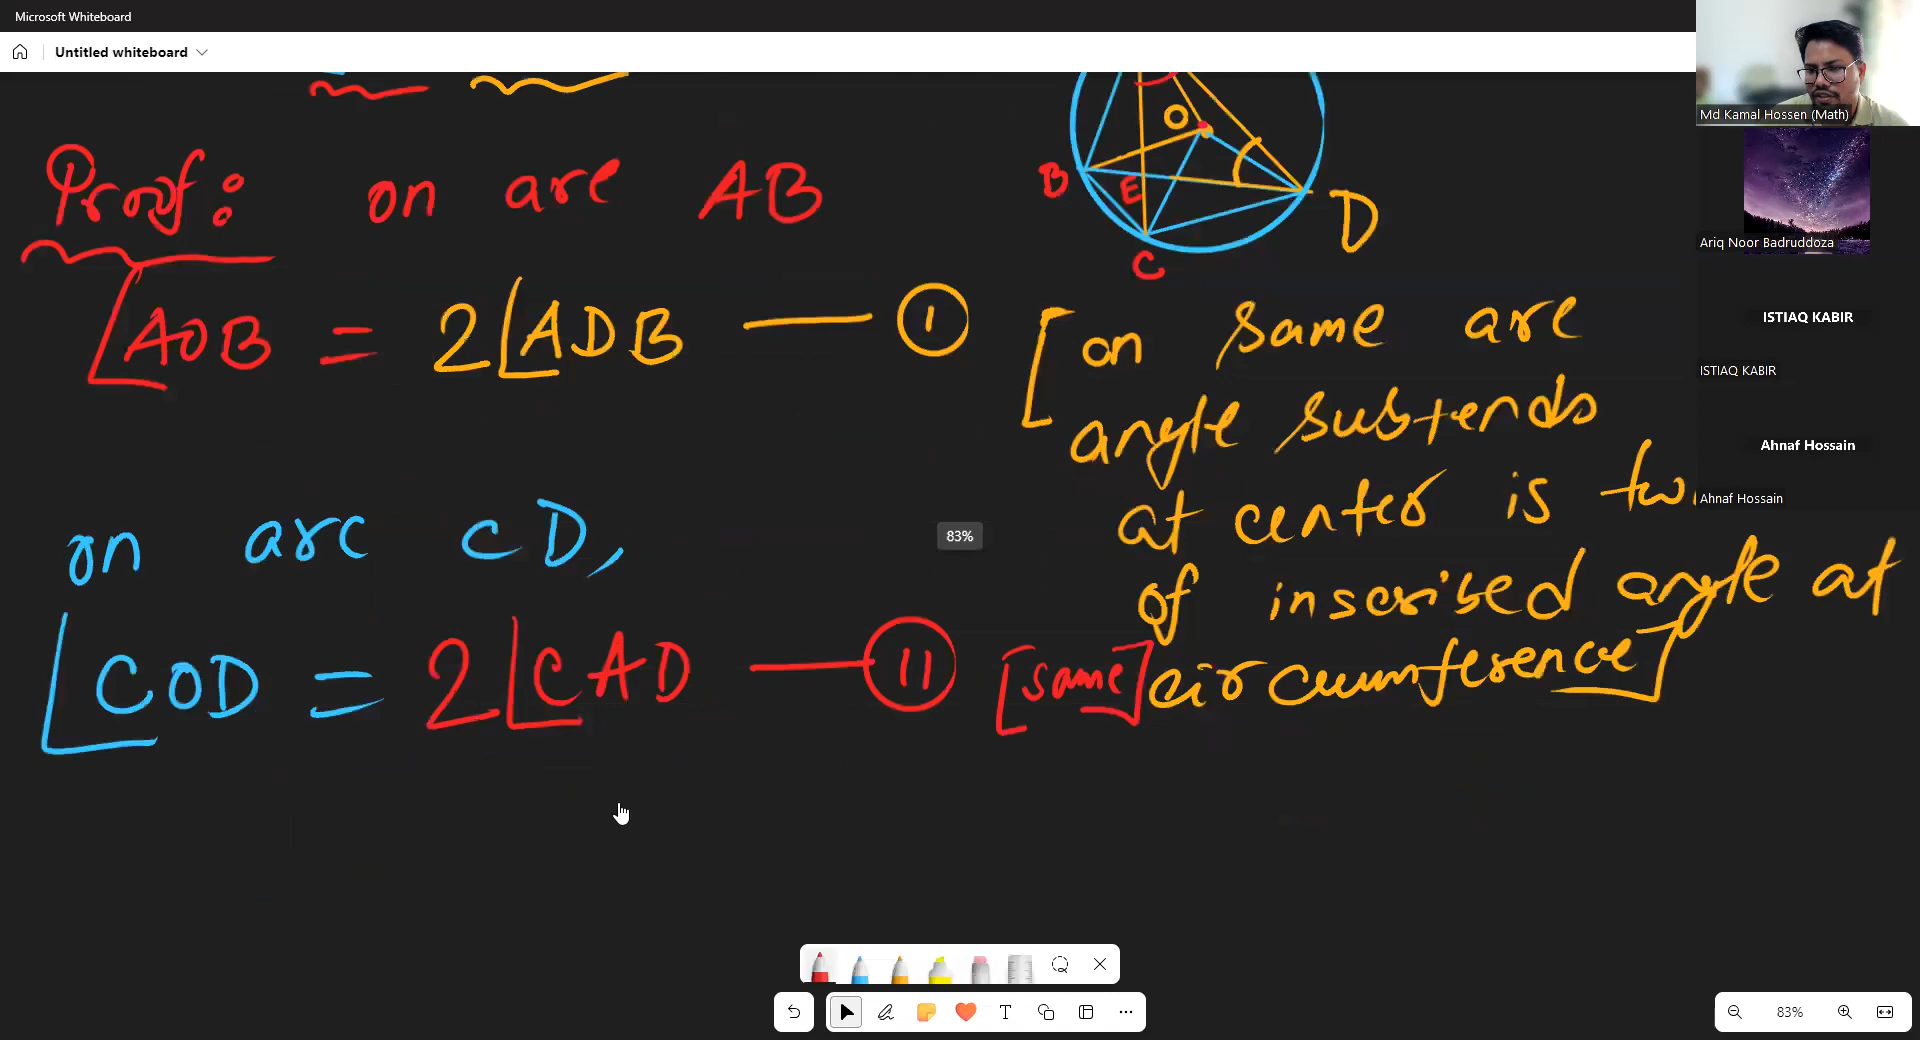 Microsoft Whiteboard
Untitled whiteboard
Md Kamal Hossen (Math)
Ariq Noor Badruddoza
ISTIAQ KABIR
ISTIAQ KABIR
Ahnaf Hossain
Ahnaf Hossain
O
B
E
D
C
Proof: on arc AB
∠AOB = 2∠ADB — ①
[on same arc
angle subtends
at center is
of inscribed angle at
circumference]
on arc CD,
∠COD = 2∠CAD — ⑪ [same]
83%
T
83%